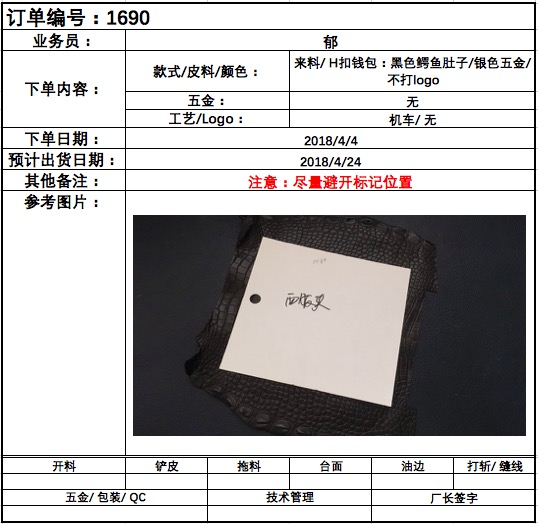 订单编号：1690
业务员：
郁
下单内容：
款式/皮料/颜色：
来料/ H扣钱包：黑色鳄鱼肚子/银色五金/
不打logo
五金：
无
工艺/Logo：
机车/ 无
下单日期：
2018/4/4
预计出货日期：
2018/4/24
其他备注：
注意：尽量避开标记位置
参考图片：
开料
铲皮
拖料
台面
油边
打斩/ 缝线
五金/ 包装/ QC
技术管理
厂长签字